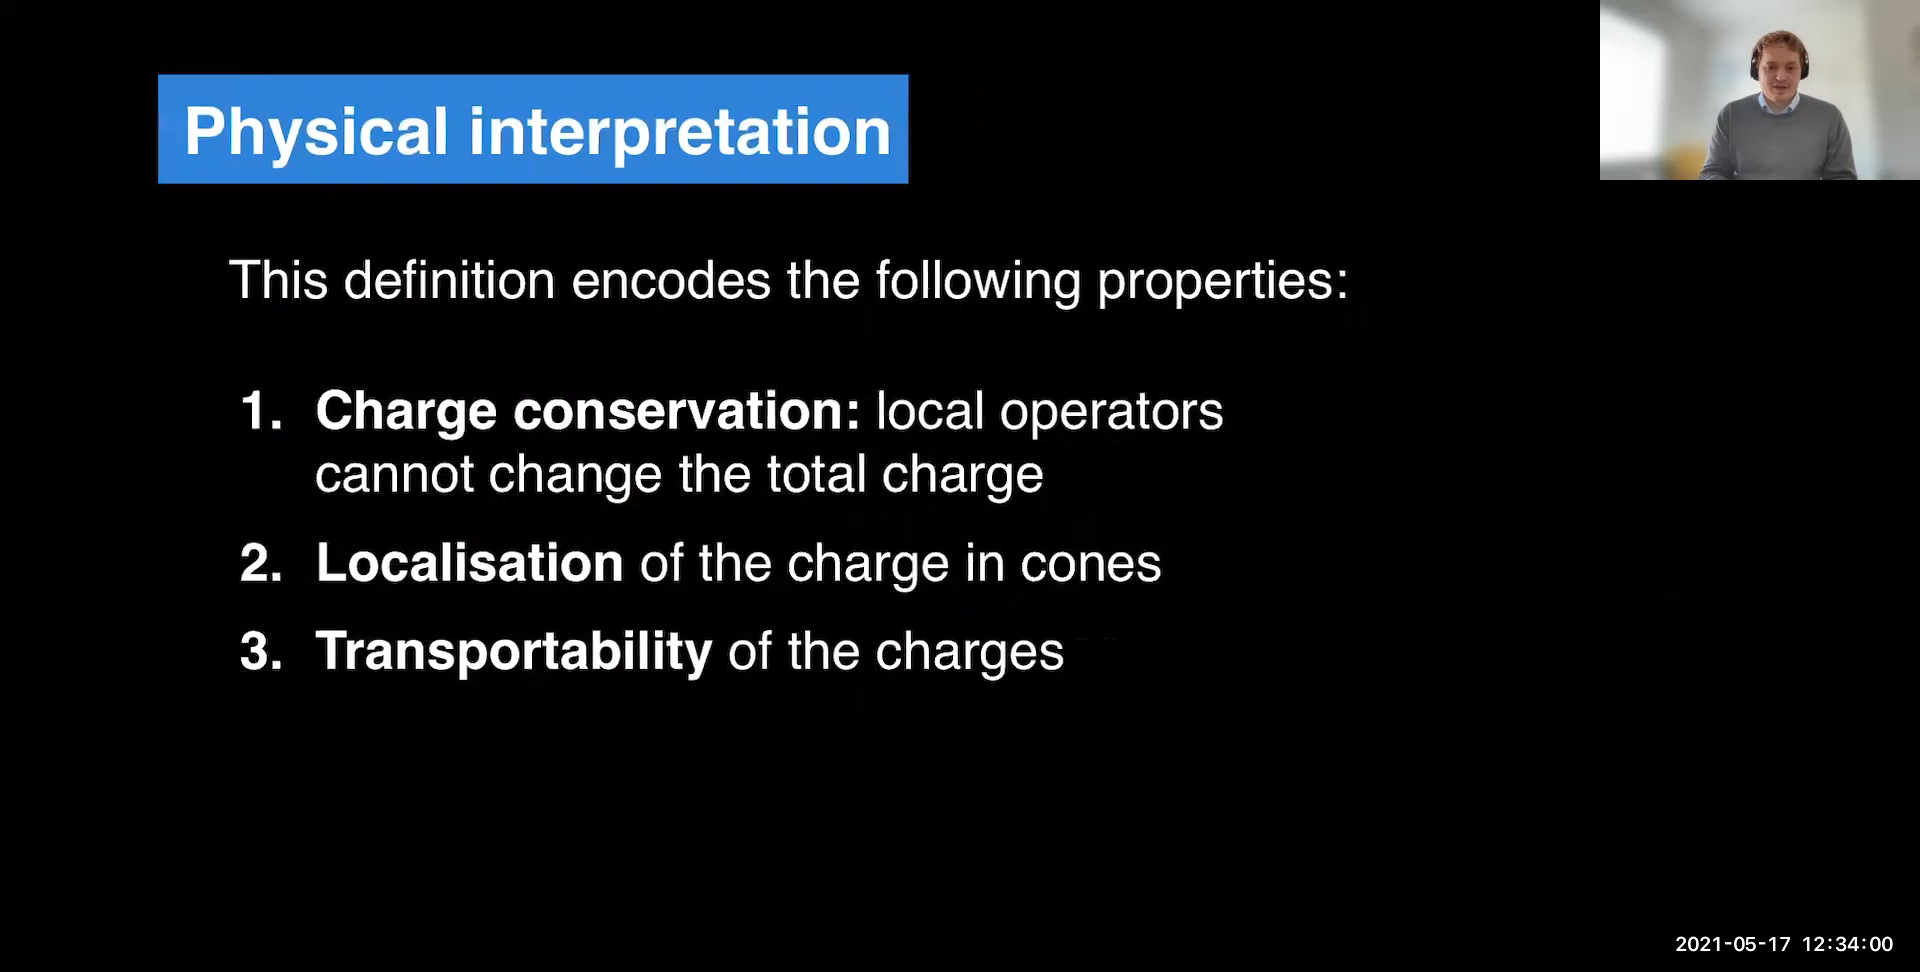 Physical interpretation
This definition encodes the following properties:
1. Charge conservation: local operators
cannot change the total charge
2. Localisation of the charge in cones
3. Transportability of the charges
2021-05-17 12:34:00